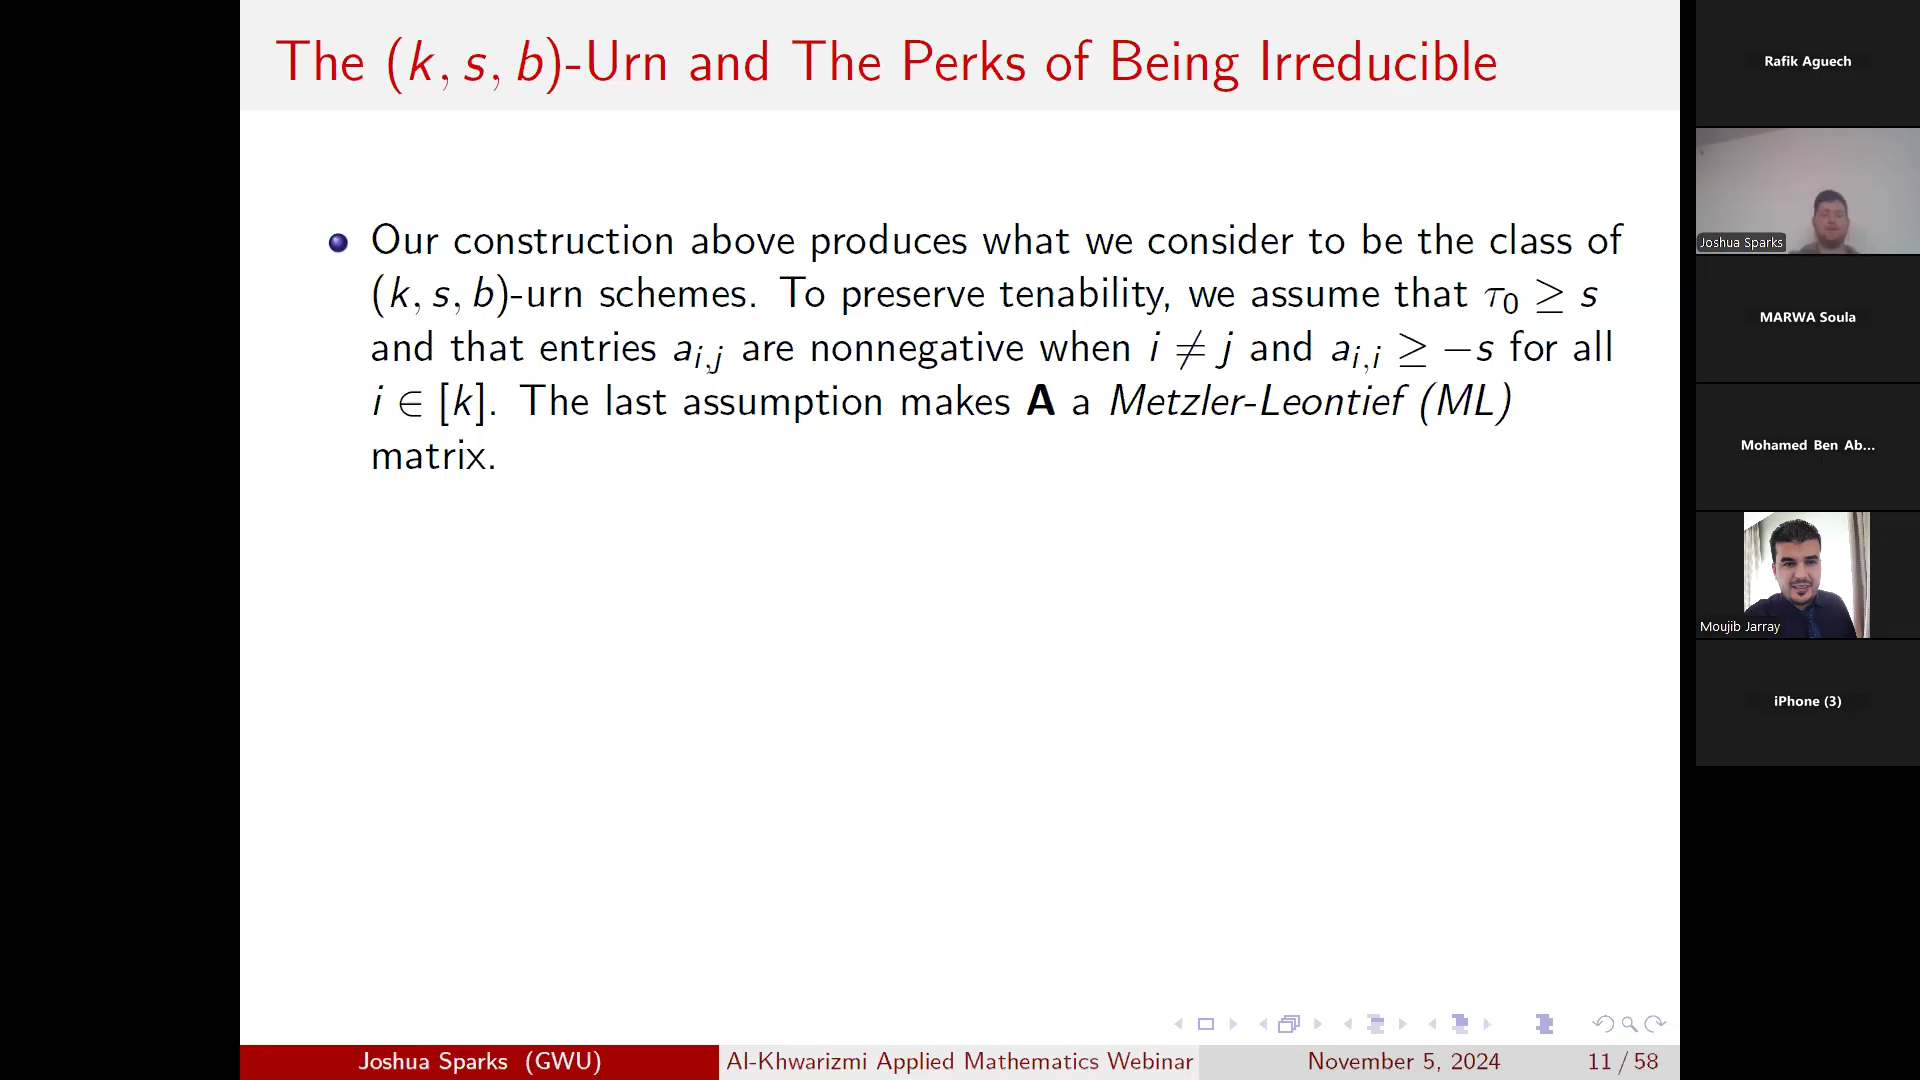 The (k, s, b)-Urn and The Perks of Being Irreducible
Our construction above produces what we consider to be the class of
(k, s, b)-urn schemes. To preserve tenability, we assume that τ₀ ≥ s
and that entries aᵢ,ⱼ are nonnegative when i ≠ j and aᵢ,ᵢ ≥ −s for all
i ∈ [k]. The last assumption makes A a Metzler-Leontief (ML)
matrix.
Joshua Sparks (GWU)
Al-Khwarizmi Applied Mathematics Webinar
November 5, 2024
11 / 58
Rafik Aguech
Joshua Sparks
MARWA Soula
Mohamed Ben Ab...
Moujib Jarray
iPhone (3)